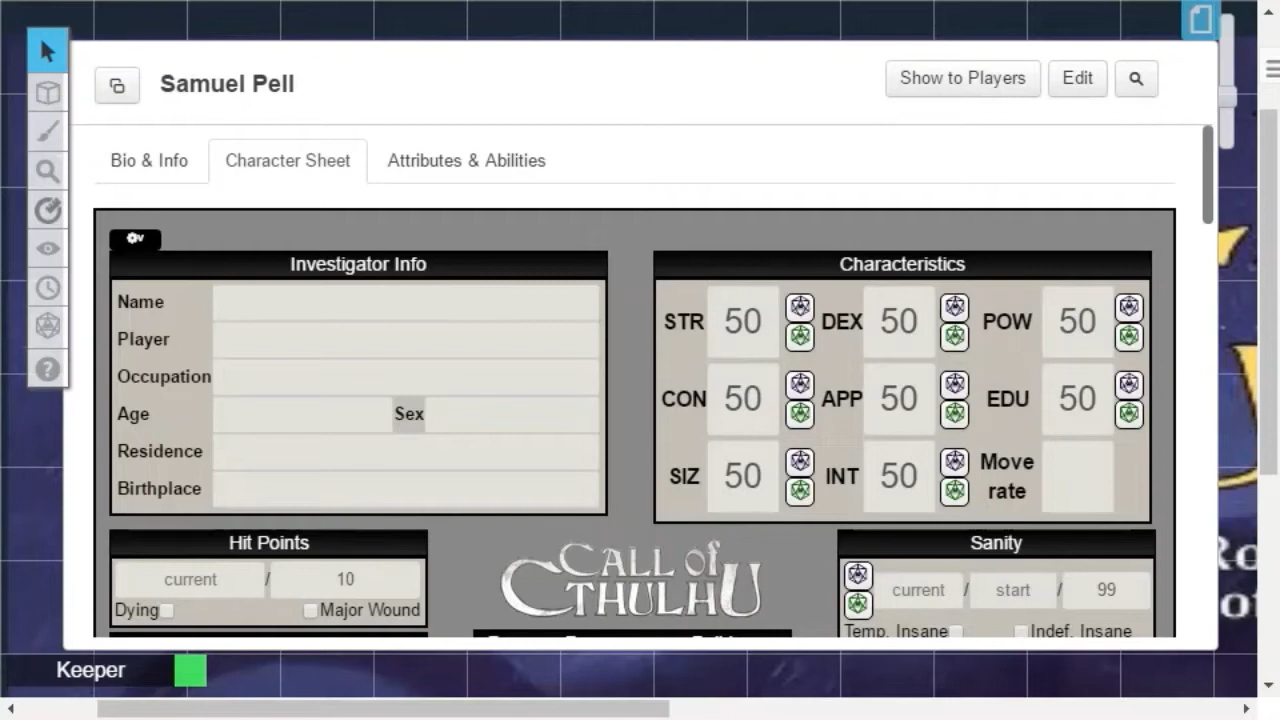 Samuel Pell
Show to Players
Edit
Bio & Info
Character Sheet
Attributes & Abilities
Investigator Info
Name
Player
Occupation
Age
Sex
Residence
Birthplace
Characteristics
STR 50 DEX 50 POW 50
CON 50 APP 50 EDU 50
SIZ 50 INT 50 Move
rate
Hit Points
current / 10
Dying Major Wound
CALL of
CTHULHU
Sanity
current / start / 99
Temp. Insane Indef. Insane
Keeper